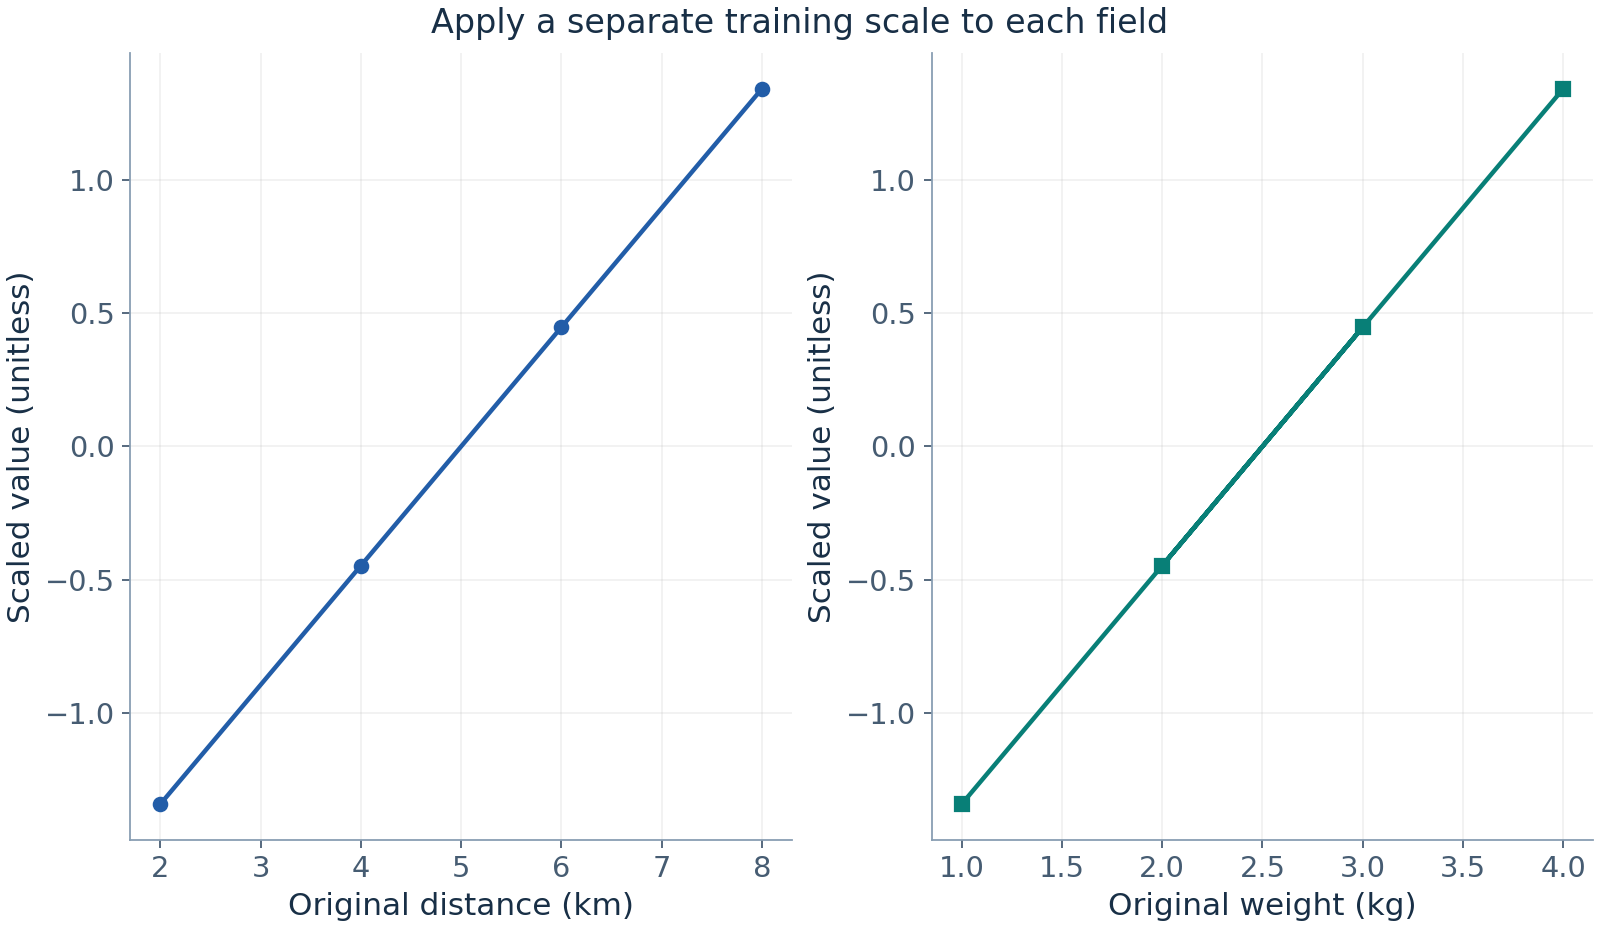 Apply a separate training scale to each field
Scaled value (unitless)
1.0
0.5
0.0
−0.5
−1.0
2 3 4 5 6 7 8
Original distance (km)
Scaled value (unitless)
1.0
0.5
0.0
−0.5
−1.0
1.0 1.5 2.0 2.5 3.0 3.5 4.0
Original weight (kg)